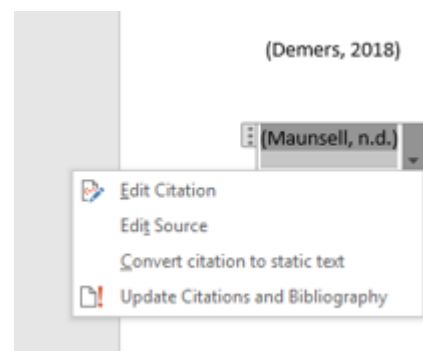 (Demers, 2018)
(Maunsell, n.d.)
Edit Citation
Edit Source
Convert citation to static text
Update Citations and Bibliography